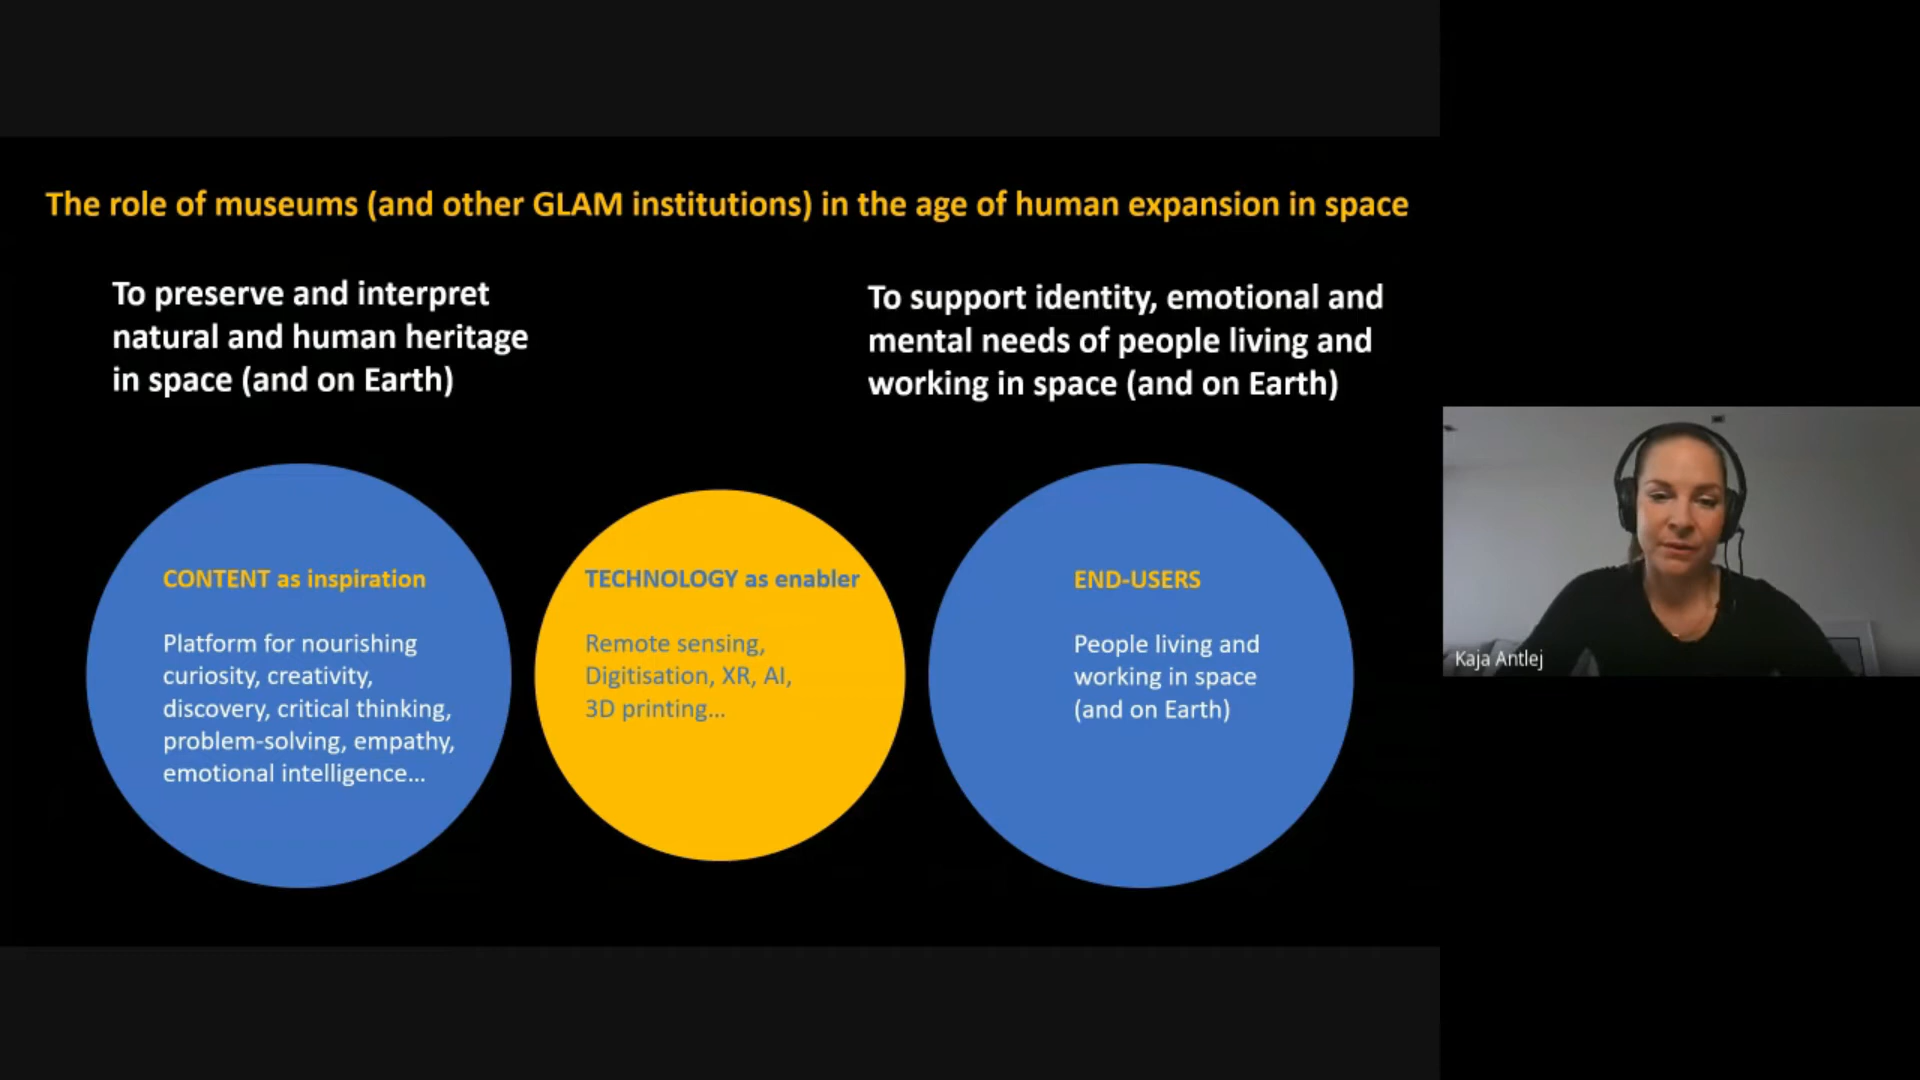 The role of museums (and other GLAM institutions) in the age of human expansion in space
To preserve and interpret
natural and human heritage
in space (and on Earth)
To support identity, emotional and
mental needs of people living and
working in space (and on Earth)
CONTENT as inspiration
Platform for nourishing
curiosity, creativity,
discovery, critical thinking,
problem-solving, empathy,
emotional intelligence...
TECHNOLOGY as enabler
Remote sensing,
Digitisation, XR, AI,
3D printing...
END-USERS
People living and
working in space
(and on Earth)
Kaja Antlej